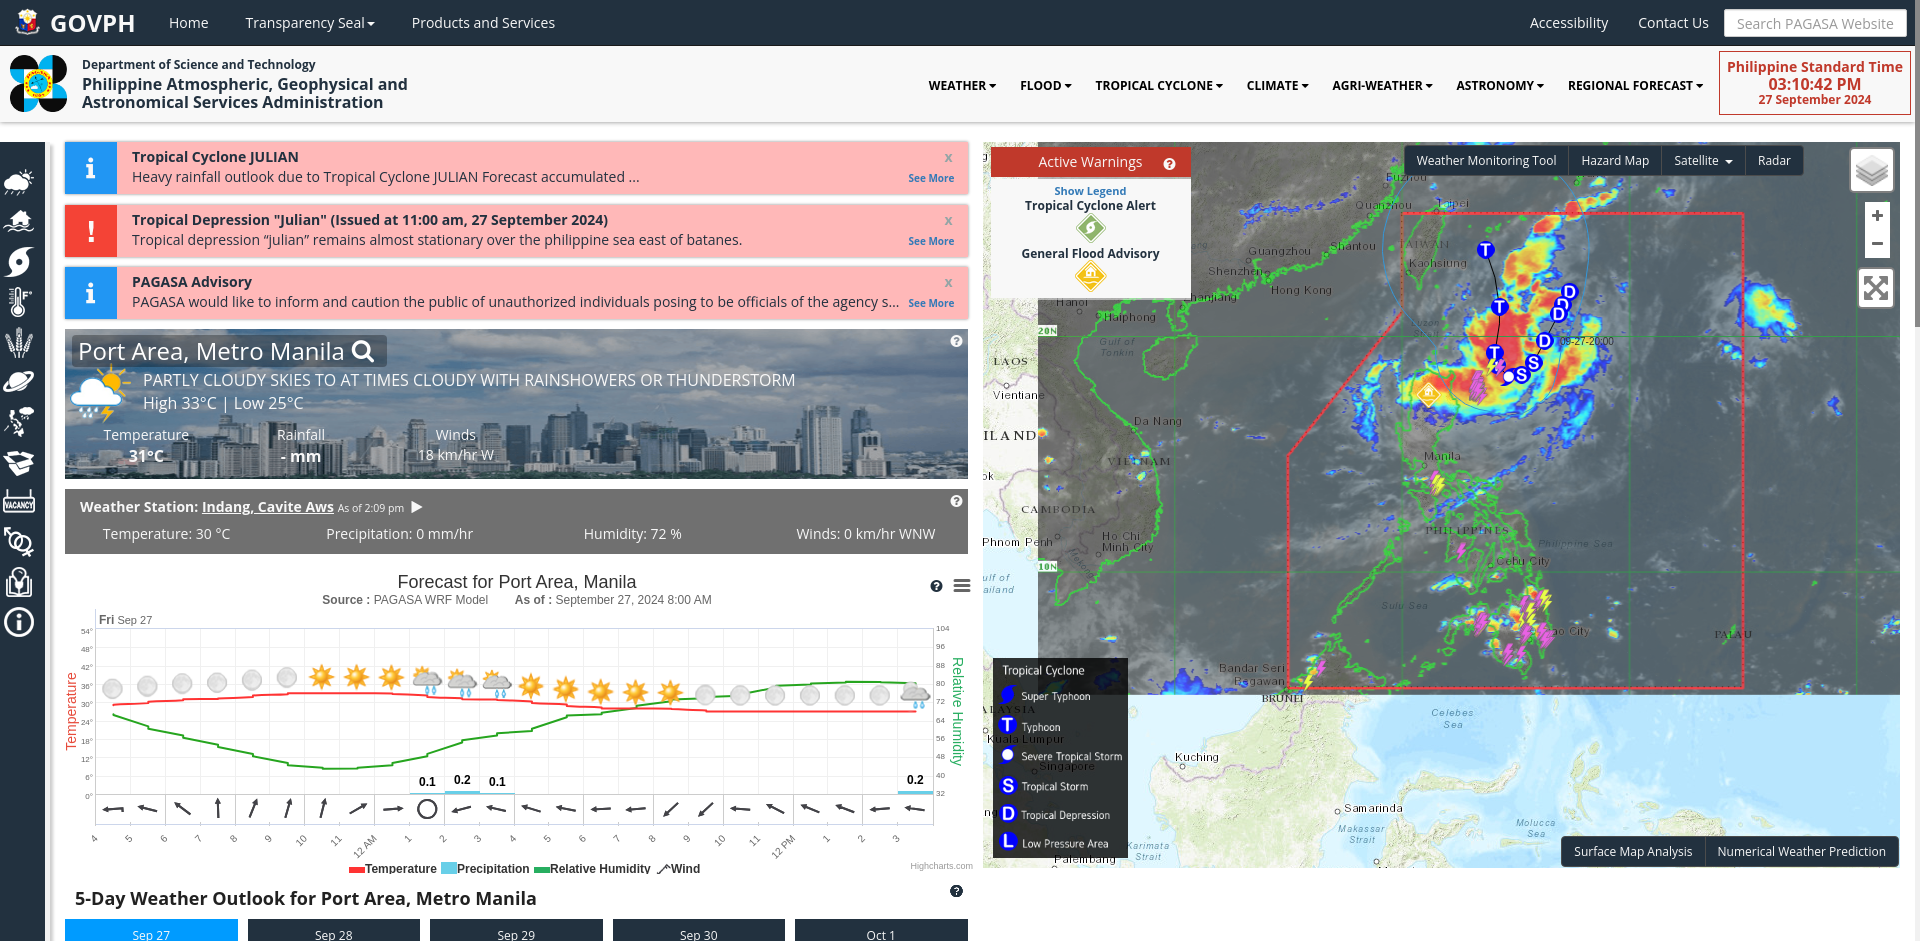 GOVPH
Home
Transparency Seal
Products and Services
Accessibility
Contact Us
Search PAGASA Website
Department of Science and Technology
Philippine Atmospheric, Geophysical and
Astronomical Services Administration
WEATHER
FLOOD
TROPICAL CYCLONE
CLIMATE
AGRI-WEATHER
ASTRONOMY
REGIONAL FORECAST
Philippine Standard Time
03:10:42 PM
27 September 2024
Tropical Cyclone JULIAN
x
Heavy rainfall outlook due to Tropical Cyclone JULIAN Forecast accumulated ...
See More
Tropical Depression "Julian" (Issued at 11:00 am, 27 September 2024)
x
Tropical depression “julian” remains almost stationary over the philippine sea east of batanes.
See More
PAGASA Advisory
x
PAGASA would like to inform and caution the public of unauthorized individuals posing to be officials of the agency s...
See More
VACANCY
Port Area, Metro Manila
PARTLY CLOUDY SKIES TO AT TIMES CLOUDY WITH RAINSHOWERS OR THUNDERSTORM
High 33°C | Low 25°C
Temperature
Rainfall
Winds
31°C
- mm
18 km/hr W
Weather Station: Indang, Cavite Aws As of 2:09 pm
Temperature: 30 °C
Precipitation: 0 mm/hr
Humidity: 72 %
Winds: 0 km/hr WNW
Forecast for Port Area, Manila
Source : PAGASA WRF Model As of : September 27, 2024 8:00 AM
Fri Sep 27
54°
48°
42°
36°
30°
24°
18°
12°
6°
0°
Temperature
104
96
88
80
72
64
56
48
40
32
Relative Humidity
0.1
0.2
0.1
0.2
4
5
6
7
8
9
10
11
12 AM
1
2
3
4
5
6
7
8
9
10
11
12 PM
1
2
3
Temperature
Precipitation
Relative Humidity
Wind
Highcharts.com
5-Day Weather Outlook for Port Area, Metro Manila
Sep 27
Sep 28
Sep 29
Sep 30
Oct 1
Active Warnings
Show Legend
Tropical Cyclone Alert
General Flood Advisory
Weather Monitoring Tool
Hazard Map
Satellite
Radar
+
−
Fuzhou
Quanzhou
Taipei
TAIWAN
Kaohsiung
Guangzhou
Shantou
Shenzhen
Hong Kong
Zhanjiang
Hanoi
Haiphong
20N
Gulf of
Tonkin
LAOS
Vientiane
Da Nang
ILAND
VIETNAM
ok
CAMBODIA
Phnom Penh
Ho Chi
Minh City
10N
ulf of
ailand
T
T
T
D
D
D
D
S
S
09-27-20:00
Luzon
Strait
Manila
PHILIPPINES
Philippine Sea
Cebu City
Sulu Sea
ao City
PALAU
Bandar Seri
Begawan
BRUNEI
Celebes
Sea
ALAYSIA
Kuala Lumpur
Singapore
Kuching
Samarinda
Makassar
Strait
Molucca
Sea
Karimata
Strait
Palembang
Tropical Cyclone
Super Typhoon
T Typhoon
Severe Tropical Storm
S Tropical Storm
D Tropical Depression
L Low Pressure Area
Surface Map Analysis
Numerical Weather Prediction